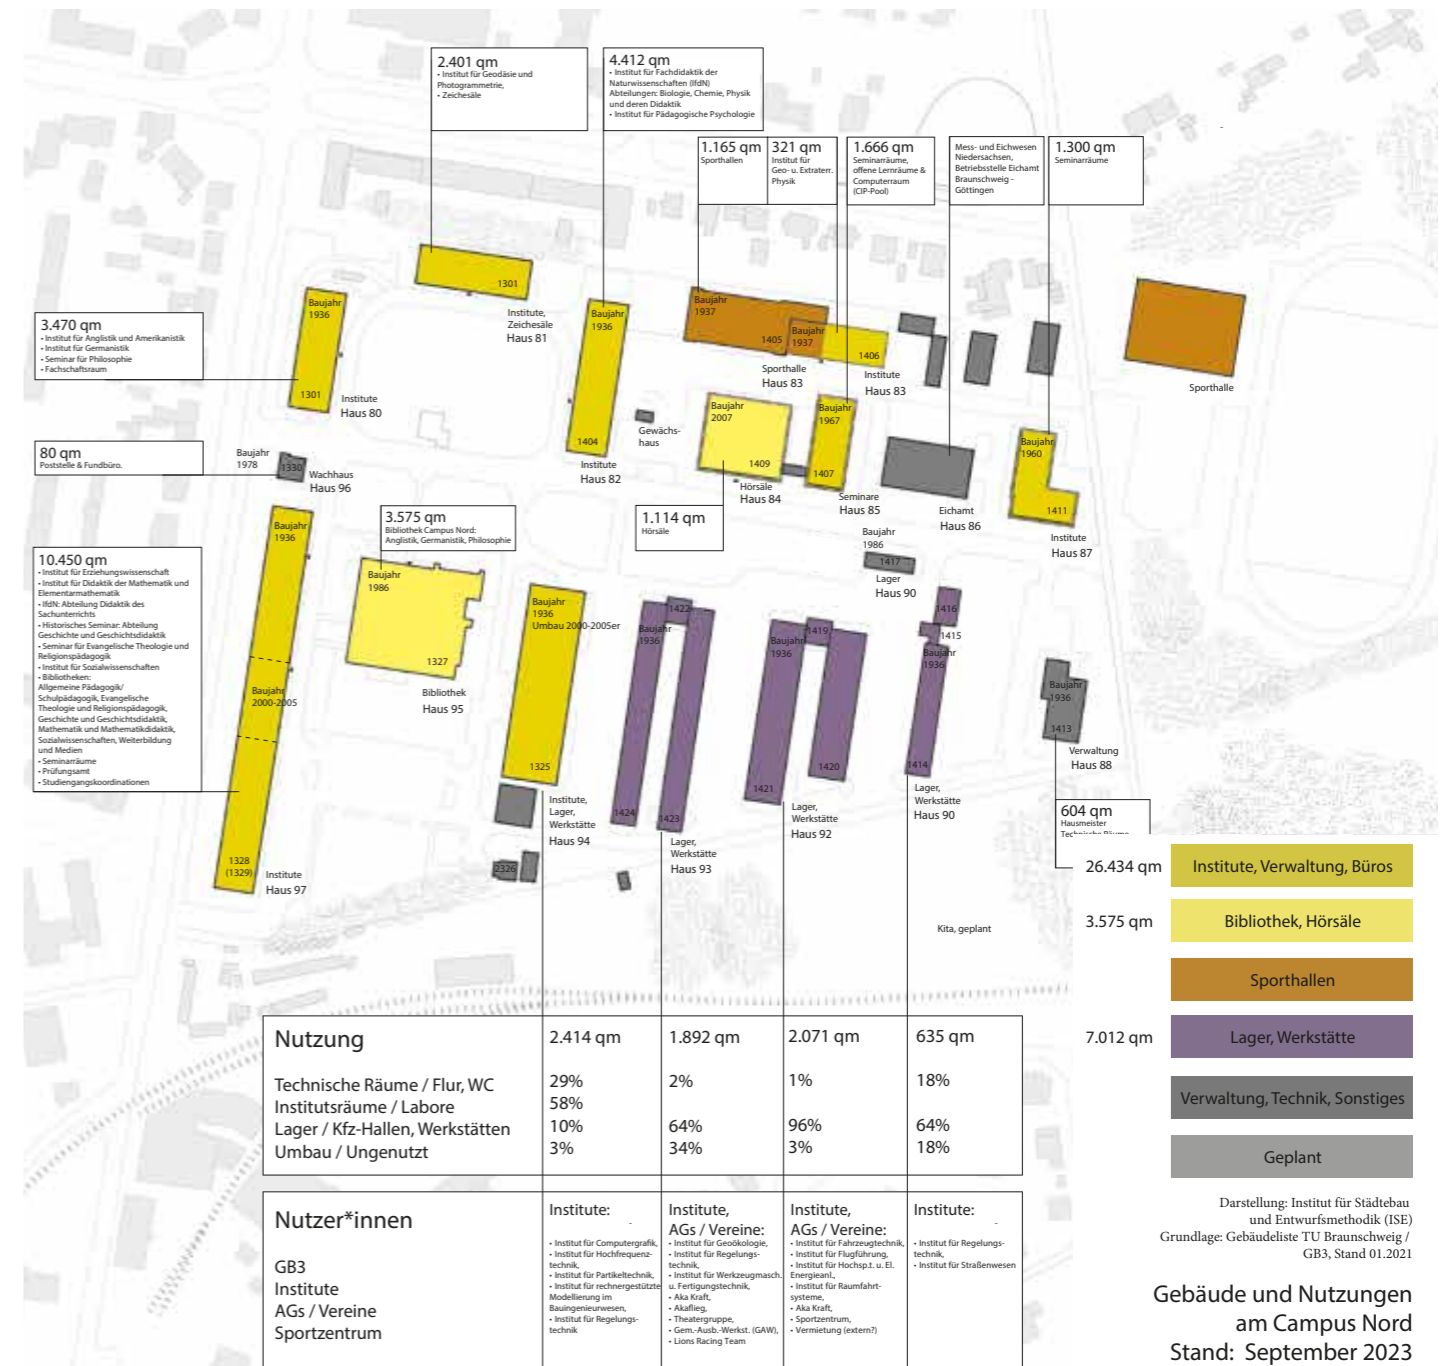 2.401 qm
• Institut für Geodäsie und
Photogrammetrie,
• Zeichesäle
4.412 qm
• Institut für Fachdidaktik der
Naturwissenschaften (IfdN)
Abteilungen: Biologie, Chemie, Physik
und deren Didaktik
• Institut für Pädagogische Psychologie
1.165 qm
Sporthallen
321 qm
Institut für
Geo- u. Extraterr.
Physik
1.666 qm
Seminarräume,
offene Lernräume &
Computerraum
(CIP-Pool)
Mess- und Eichwesen
Niedersachsen,
Betriebsstelle Eichamt
Braunschweig -
Göttingen
1.300 qm
Seminarräume
1301
Institute,
Zeichesäle
Haus 81
Baujahr
1936
1301
Institute
Haus 80
3.470 qm
• Institut für Anglistik und Amerikanistik
• Institut für Germanistik
• Seminar für Philosophie
• Fachschaftsraum
Baujahr
1936
1404
Institute
Haus 82
Baujahr
1937
1405
Sporthalle
Haus 83
Baujahr
1937
1406
Institute
Haus 83
Sporthalle
Gewächs-
haus
Baujahr
2007
1409
Hörsäle
Haus 84
Baujahr
1967
1407
Seminare
Haus 85
Eichamt
Haus 86
Baujahr
1960
1411
Institute
Haus 87
80 qm
Poststelle & Fundbüro.
Baujahr
1978
1330
Wachhaus
Haus 96
3.575 qm
Bibliothek Campus Nord:
Anglistik, Germanistik, Philosophie
1.114 qm
Hörsäle
Baujahr
1986
1417
Lager
Haus 90
10.450 qm
• Institut für Erziehungswissenschaft
• Institut für Didaktik der Mathematik und
Elementarmathematik
• IfdN: Abteilung Didaktik des
Sachunterrichts
• Historisches Seminar: Abteilung
Geschichte und Geschichtsdidaktik
• Seminar für Evangelische Theologie und
Religionspädagogik
• Institut für Sozialwissenschaften
• Bibliotheken:
Allgemeine Pädagogik/
Schulpädagogik, Evangelische
Theologie und Religionspädagogik,
Geschichte und Geschichtsdidaktik,
Mathematik und Mathematikdidaktik,
Sozialwissenschaften, Weiterbildung
und Medien
• Seminarräume
• Prüfungsamt
• Studiengangskoordinationen
Baujahr
1936
Baujahr
2000-2005
1328
(1329)
Institute
Haus 97
Baujahr
1986
1327
Bibliothek
Haus 95
Baujahr
1936
Umbau 2000-2005er
1325
Institute,
Lager,
Werkstätte
Haus 94
2326
Baujahr
1936
1422
1424
1423
Lager,
Werkstätte
Haus 93
Baujahr
1936
1419
1421
1420
Lager,
Werkstätte
Haus 92
1416
1415
Baujahr
1936
1414
Lager,
Werkstätte
Haus 90
Baujahr
1936
1413
Verwaltung
Haus 88
604 qm
Hausmeister
Technische Räume
Kita, geplant
26.434 qm
Institute, Verwaltung, Büros
3.575 qm
Bibliothek, Hörsäle
Sporthallen
7.012 qm
Lager, Werkstätte
Verwaltung, Technik, Sonstiges
Geplant
Nutzung 2.414 qm 1.892 qm 2.071 qm 635 qm
Technische Räume / Flur, WC 29% 2% 1% 18%
Institutsräume / Labore 58%
Lager / Kfz-Hallen, Werkstätten 10% 64% 96% 64%
Umbau / Ungenutzt 3% 34% 3% 18%
Nutzer*innen
GB3
Institute
AGs / Vereine
Sportzentrum
Institute:
• Institut für Computergrafik,
• Institut für Hochfrequenz-
technik,
• Institut für Partikeltechnik,
• Institut für rechnergestützte
Modellierung im
Bauingenieurwesen,
• Institut für Regelungs-
technik
Institute,
AGs / Vereine:
• Institut für Geoökologie,
• Institut für Regelungs-
technik,
• Institut für Werkzeugmasch.
u. Fertigungstechnik,
• Aka Kraft,
• Akaflieg,
• Theatergruppe,
• Gem.-Ausb.-Werkst. (GAW),
• Lions Racing Team
Institute,
AGs / Vereine:
• Institut für Fahrzeugtechnik,
• Institut für Flugführung,
• Institut für Hochsp.t. u. El.
Energieanl.,
• Institut für Raumfahrt-
systeme,
• Aka Kraft,
• Sportzentrum,
• Vermietung (extern?)
Institute:
• Institut für Regelungs-
technik,
• Institut für Straßenwesen
Darstellung: Institut für Städtebau
und Entwurfsmethodik (ISE)
Grundlage: Gebäudeliste TU Braunschweig /
GB3, Stand 01.2021
Gebäude und Nutzungen
am Campus Nord
Stand: September 2023